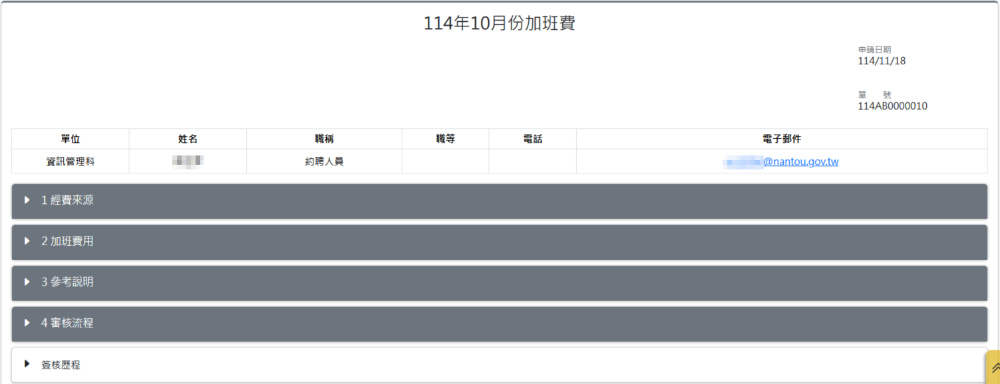 114年10月份加班費
申請日期
114/11/18
單 號
114AB0000010
單位 姓名 職稱 職等 電話 電子郵件
資訊管理科 約聘人員 @nantou.gov.tw
1 經費來源
2 加班費用
3 參考說明
4 審核流程
簽核歷程